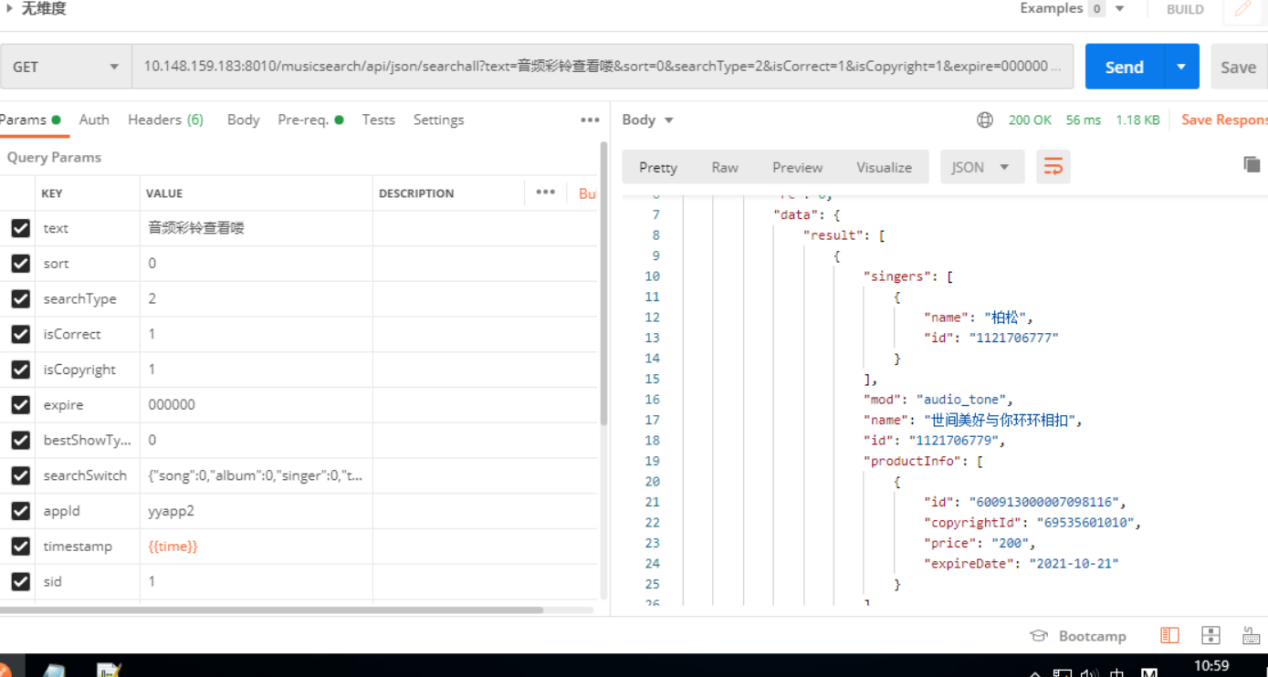 无维度
Examples 0
BUILD
GET
10.148.159.183:8010/musicsearch/api/json/searchall?text=音频彩铃查看喽&sort=0&searchType=2&isCorrect=1&isCopyright=1&expire=000000 ...
Send
Save
Params
Auth
Headers (6)
Body
Pre-req.
Tests
Settings
Query Params
KEY VALUE DESCRIPTION Bu
text 音频彩铃查看喽
sort 0
searchType 2
isCorrect 1
isCopyright 1
expire 000000
bestShowTy... 0
searchSwitch {"song":0,"album":0,"singer":0,"t...
appId yyapp2
timestamp {{time}}
sid 1
Body
200 OK 56 ms 1.18 KB Save Respons
Pretty Raw Preview Visualize JSON
7 "data": {
8 "result": [
9 {
10 "singers": [
11 {
12 "name": "柏松",
13 "id": "1121706777"
14 }
15 ],
16 "mod": "audio_tone",
17 "name": "世间美好与你环环相扣",
18 "id": "1121706779",
19 "productInfo": [
20 {
21 "id": "600913000007098116",
22 "copyrightId": "69535601010",
23 "price": "200",
24 "expireDate": "2021-10-21"
25 }
26 ]
Bootcamp
中 M 10:59